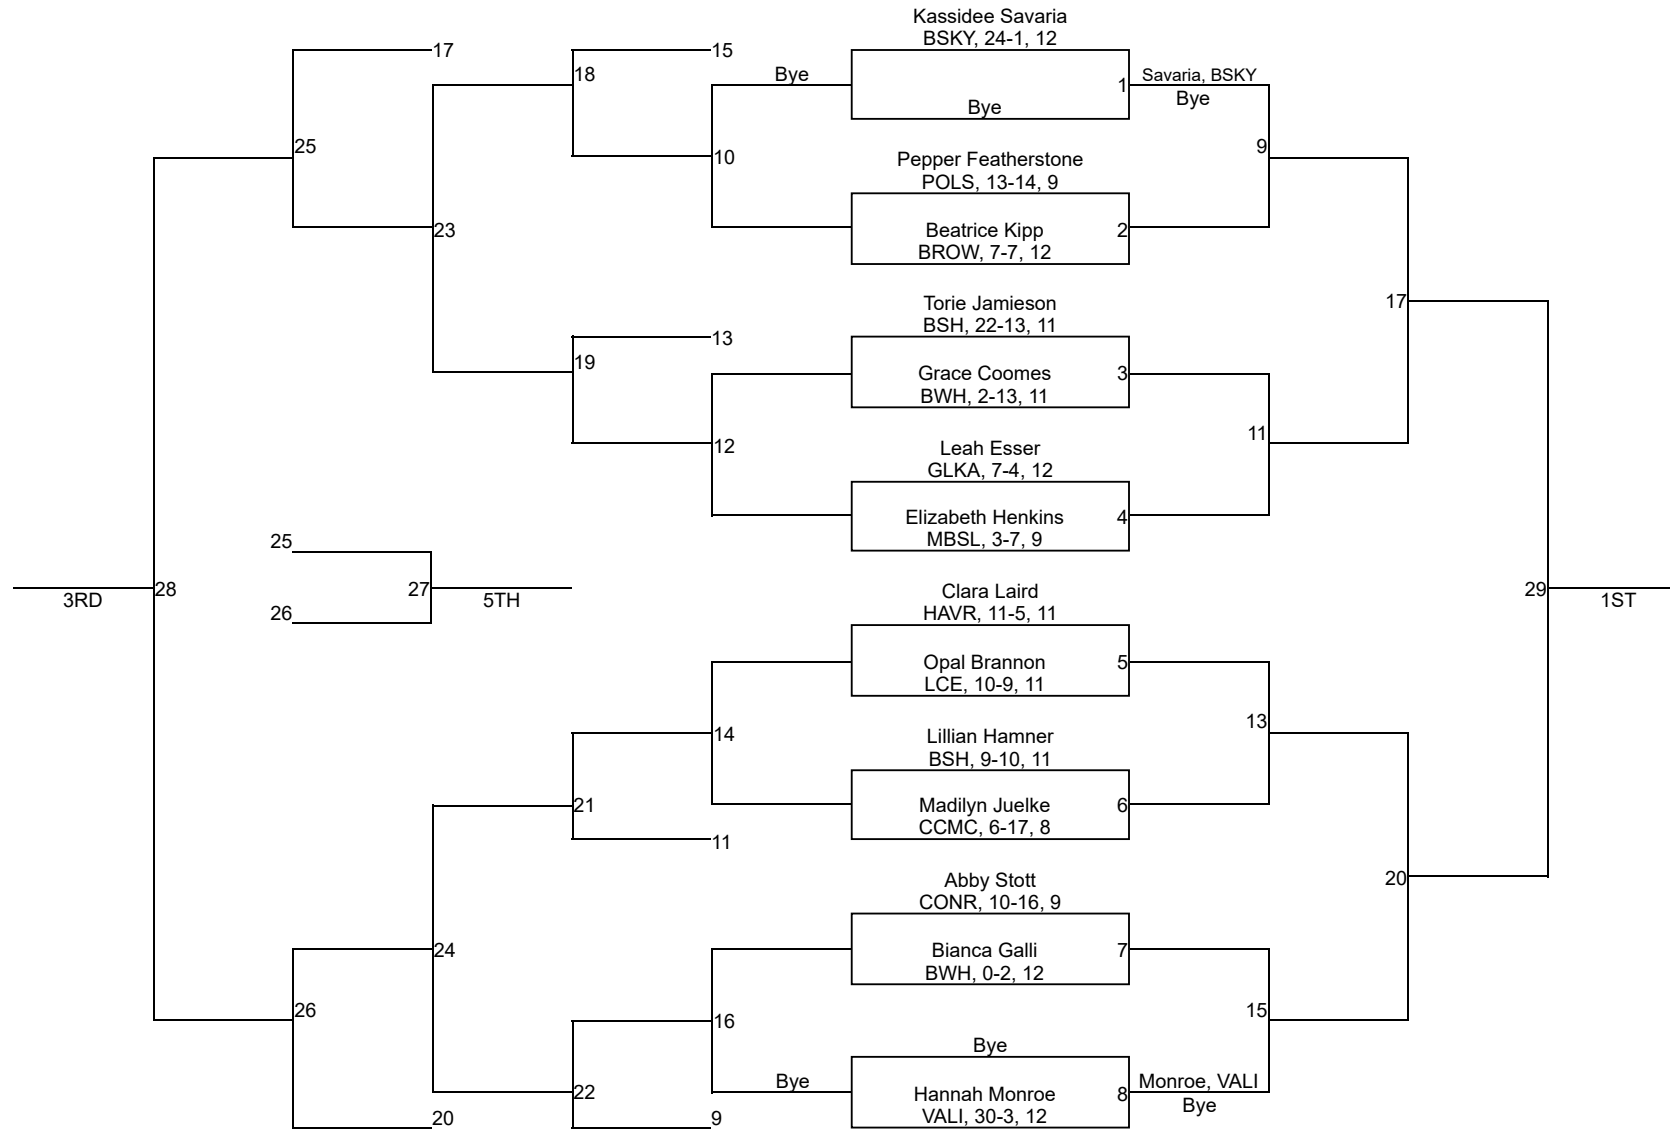 Kassidee Savaria
BSKY, 24-1, 12
17
15
18
Bye
1
Savaria, BSKY
Bye
Bye
25
10
9
Pepper Featherstone
POLS, 13-14, 9
23
Beatrice Kipp
2
BROW, 7-7, 12
Torie Jamieson
BSH, 22-13, 11
17
13
19
Grace Coomes
3
BWH, 2-13, 11
12
11
Leah Esser
GLKA, 7-4, 12
Elizabeth Henkins
4
MBSL, 3-7, 9
25
28
27
3RD
5TH
26
Clara Laird
HAVR, 11-5, 11
29
1ST
Opal Brannon
5
LCE, 10-9, 11
14
13
Lillian Hamner
BSH, 9-10, 11
21
Madilyn Juelke
6
CCMC, 6-17, 8
11
Abby Stott
CONR, 10-16, 9
20
24
Bianca Galli
7
BWH, 0-2, 12
26
16
15
Bye
22
Bye
Hannah Monroe
8
VALI, 30-3, 12
Monroe, VALI
Bye
20
9